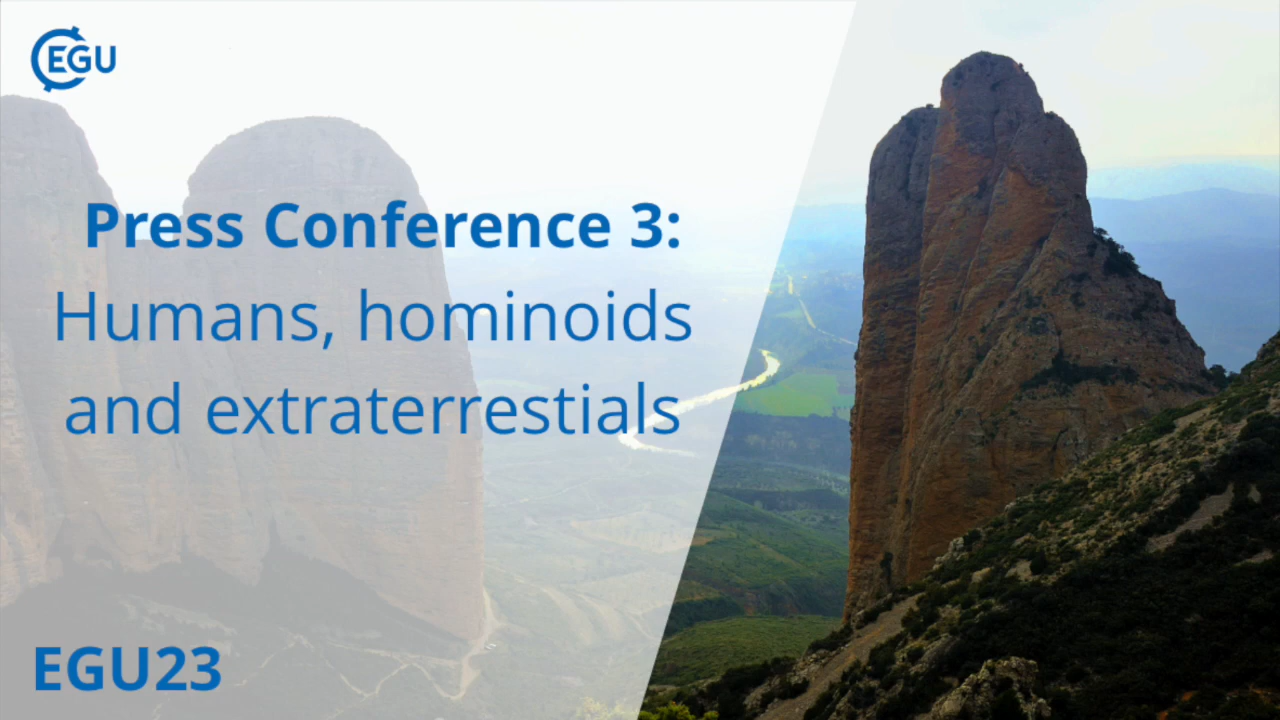 EGU
Press Conference 3:
Humans, hominoids
and extraterrestials
EGU23